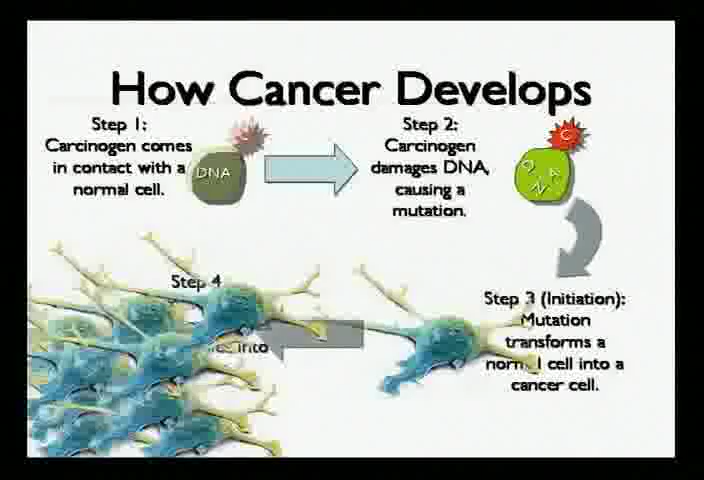 How Cancer Develops
Step 1:
Carcinogen comes
in contact with a
normal cell.
DNA
Step 2:
Carcinogen
damages DNA,
causing a
mutation.
C
D
N
A
Step 3 (Initiation):
Mutation
transforms a
cell into a
cancer cell.
Step 4
into